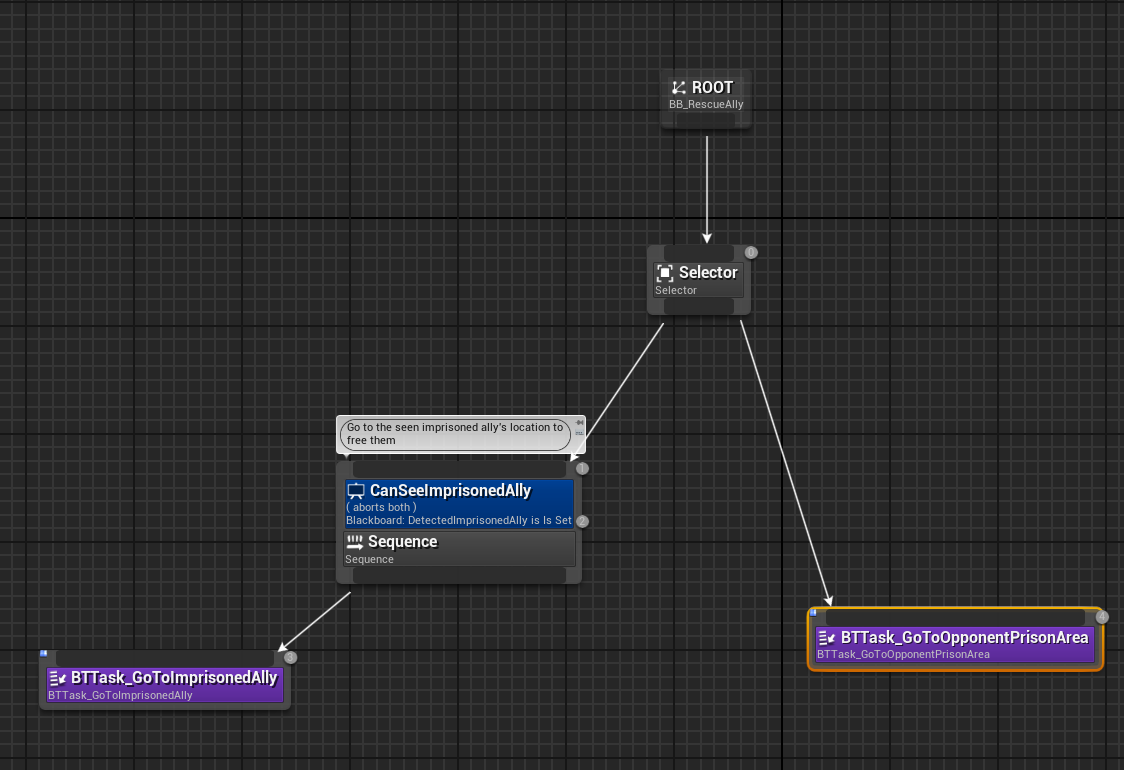 ROOT
BB_RescueAlly
0
Selector
Selector
Go to the seen imprisoned ally's location to
free them
1
CanSeeImprisonedAlly
( aborts both )
Blackboard: DetectedImprisonedAlly is Is Set
2
Sequence
Sequence
3
BTTask_GoToImprisonedAlly
BTTask_GoToImprisonedAlly
4
BTTask_GoToOpponentPrisonArea
BTTask_GoToOpponentPrisonArea